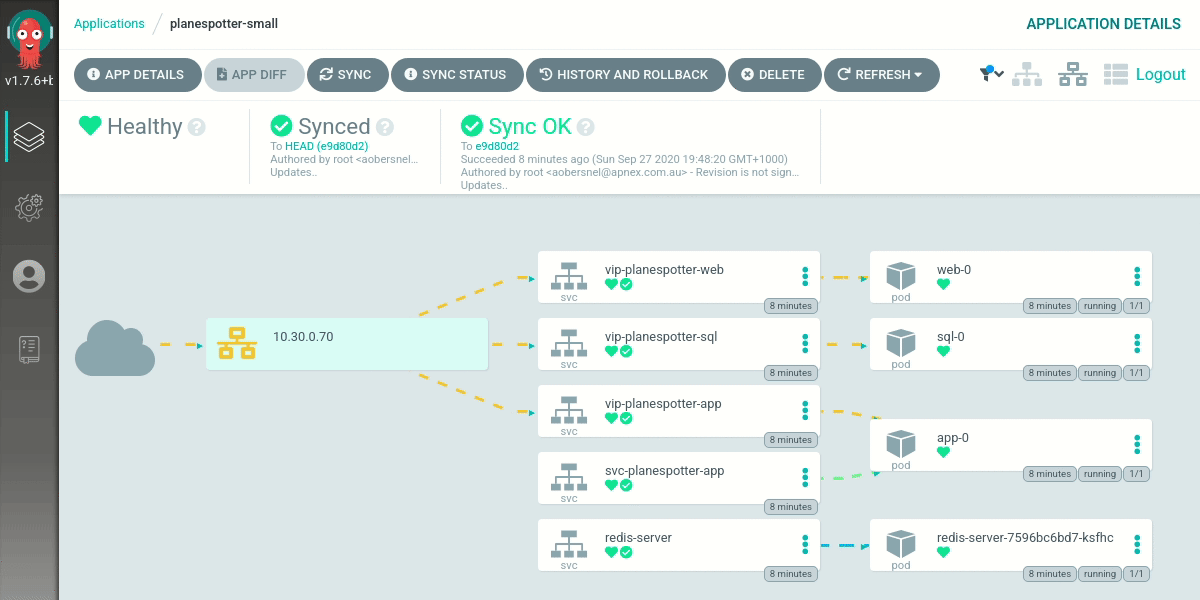 Applications / planespotter-small
APPLICATION DETAILS
v1.7.6+b
APP DETAILS
APP DIFF
SYNC
SYNC STATUS
HISTORY AND ROLLBACK
DELETE
REFRESH
Logout
Healthy
Synced
To HEAD (e9d80d2)
Authored by root <aobersnel...
Updates..
Sync OK
To e9d80d2
Succeeded 8 minutes ago (Sun Sep 27 2020 19:48:20 GMT+1000)
Authored by root <aobersnel@apnex.com.au> - Revision is not sign...
Updates..
10.30.0.70
vip-planespotter-web
svc
8 minutes
web-0
pod
8 minutes
running
1/1
vip-planespotter-sql
svc
8 minutes
sql-0
pod
8 minutes
running
1/1
vip-planespotter-app
svc
8 minutes
app-0
pod
8 minutes
running
1/1
svc-planespotter-app
svc
8 minutes
redis-server
svc
8 minutes
redis-server-7596bc6bd7-ksfhc
pod
8 minutes
running
1/1